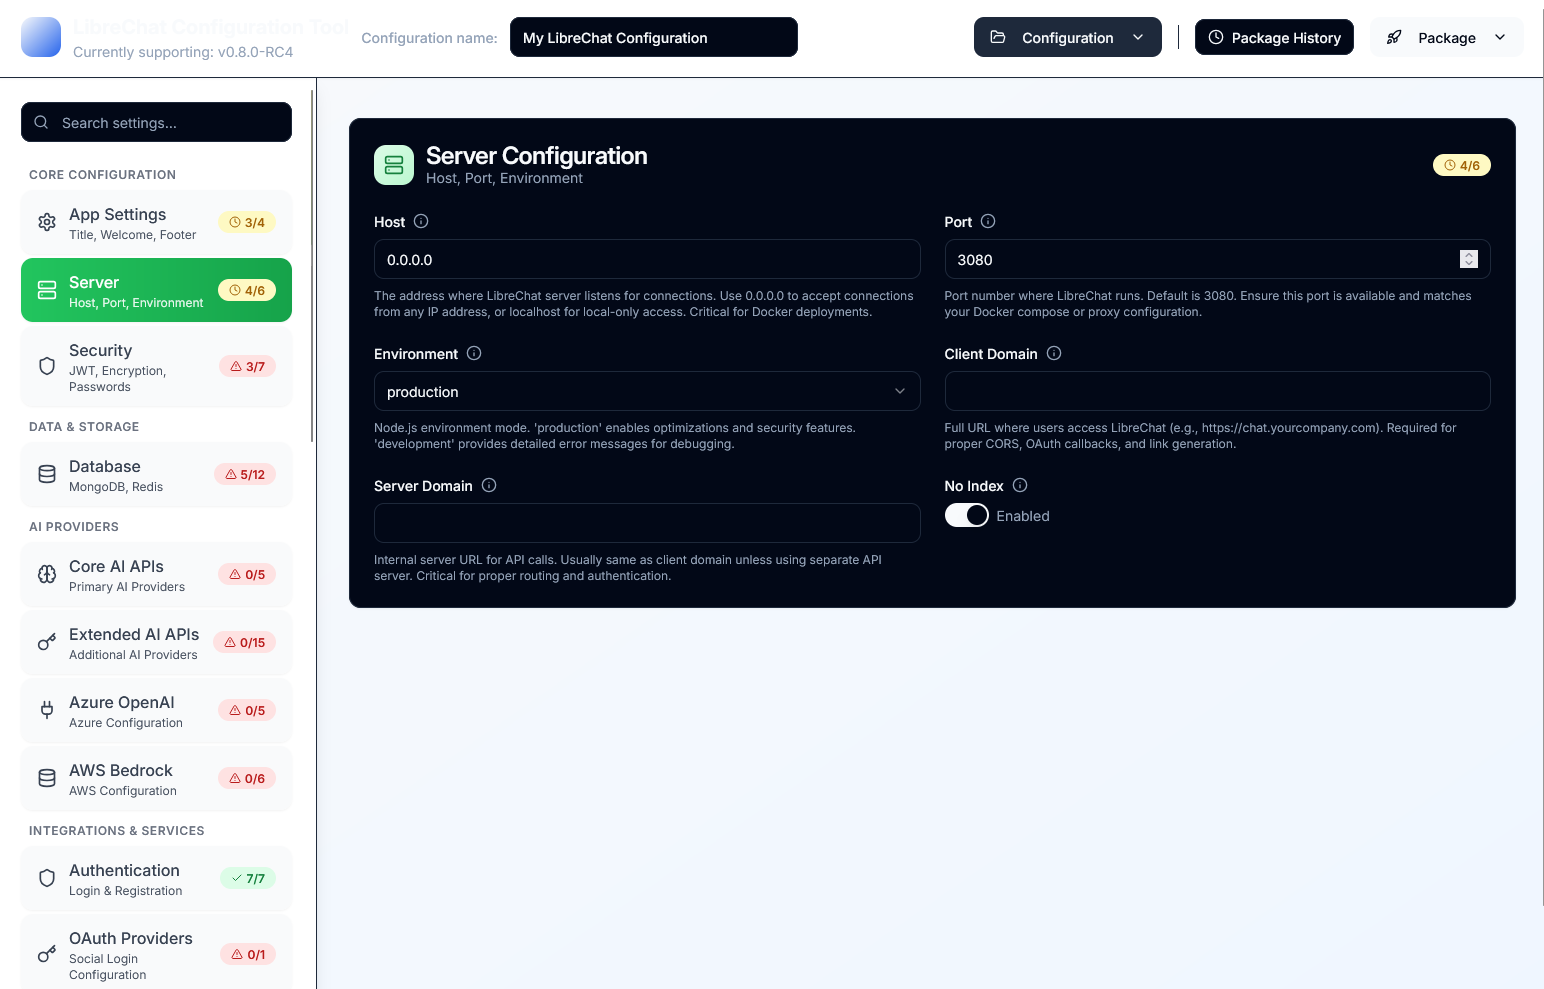 LibreChat Configuration Tool
Currently supporting: v0.8.0-RC4
Configuration name:
My LibreChat Configuration
Configuration
Package History
Package
Search settings...
CORE CONFIGURATION
App Settings
Title, Welcome, Footer
3/4
Server
Host, Port, Environment
4/6
Security
JWT, Encryption,
Passwords
3/7
DATA & STORAGE
Database
MongoDB, Redis
5/12
AI PROVIDERS
Core AI APIs
Primary AI Providers
0/5
Extended AI APIs
Additional AI Providers
0/15
Azure OpenAI
Azure Configuration
0/5
AWS Bedrock
AWS Configuration
0/6
INTEGRATIONS & SERVICES
Authentication
Login & Registration
7/7
OAuth Providers
Social Login
Configuration
0/1
Server Configuration
Host, Port, Environment
4/6
Host
0.0.0.0
The address where LibreChat server listens for connections. Use 0.0.0.0 to accept connections
from any IP address, or localhost for local-only access. Critical for Docker deployments.
Port
3080
Port number where LibreChat runs. Default is 3080. Ensure this port is available and matches
your Docker compose or proxy configuration.
Environment
production
Node.js environment mode. 'production' enables optimizations and security features.
'development' provides detailed error messages for debugging.
Client Domain
Full URL where users access LibreChat (e.g., https://chat.yourcompany.com). Required for
proper CORS, OAuth callbacks, and link generation.
Server Domain
Internal server URL for API calls. Usually same as client domain unless using separate API
server. Critical for proper routing and authentication.
No Index
Enabled